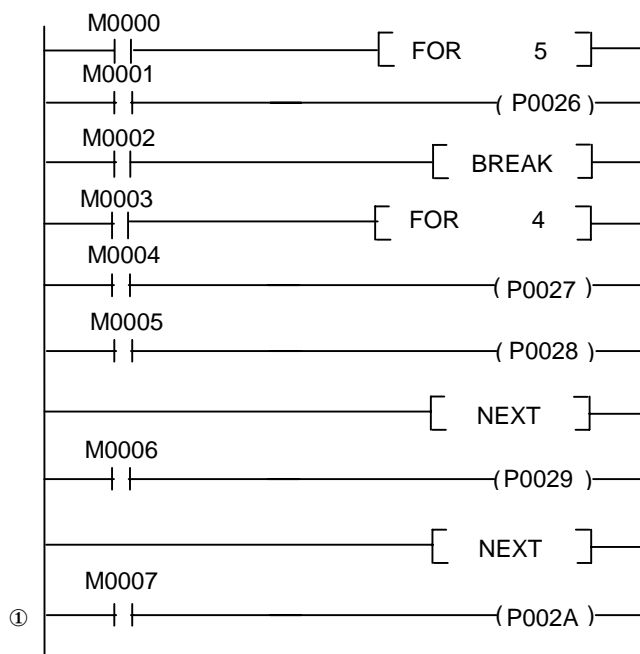 M0000
FOR 5
M0001
P0026
M0002
BREAK
M0003
FOR 4
M0004
P0027
M0005
P0028
NEXT
M0006
P0029
NEXT
M0007
① P002A